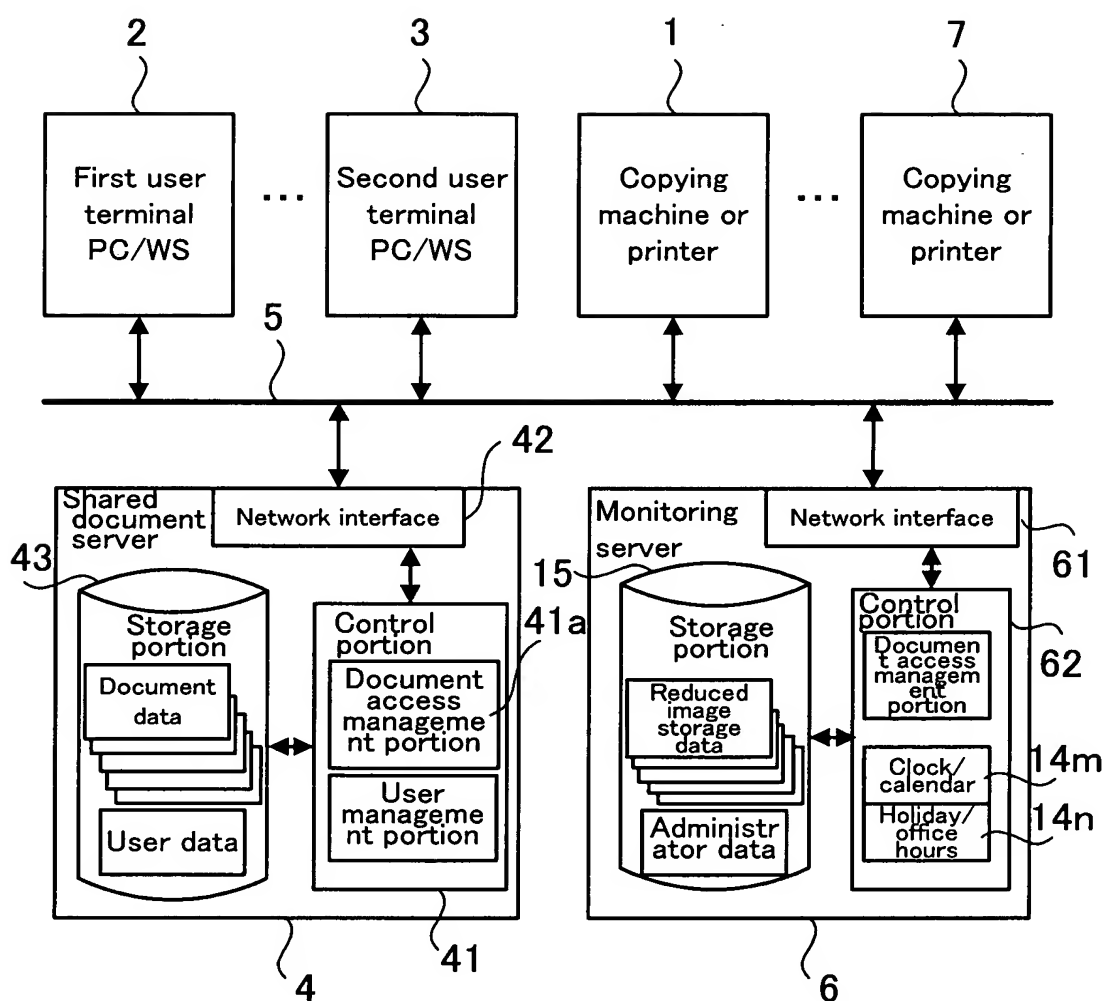 2
3
1
7
First user
terminal
PC/WS
...
Second user
terminal
PC/WS
Copying
machine or
printer
...
Copying
machine or
printer
5
42
Shared
document
server
Network interface
43
Storage
portion
Document
data
User data
Control
portion
41a
Document
access
manageme
nt portion
User
manageme
nt portion
4
41
Monitoring
server
Network interface
61
15
Storage
portion
Reduced
image
storage
data
Administr
ator data
Control
portion
62
Documen
t access
managem
ent
portion
Clock/
calendar
14m
Holiday/
office
hours
14n
6